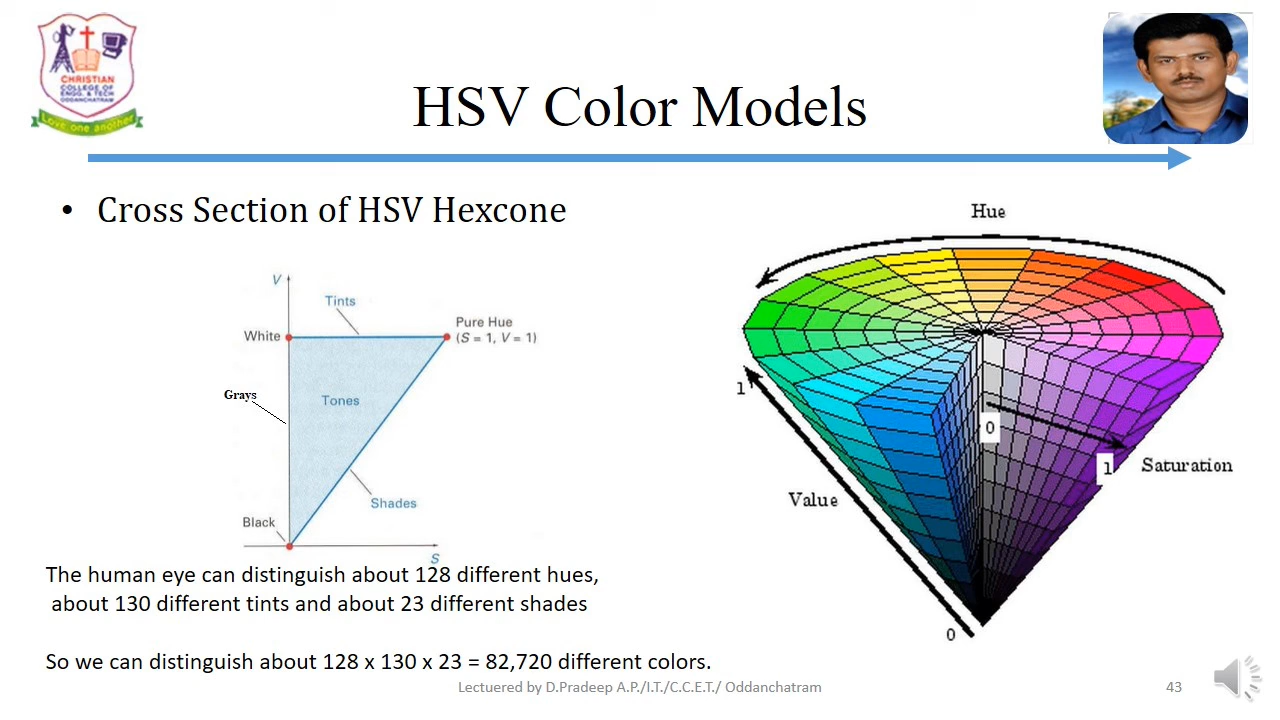 CHRISTIAN
COLLEGE OF
ENGG. & TECH
ODDANCHATRAM
Love one another
HSV Color Models
• Cross Section of HSV Hexcone
V
Tints
White
Pure Hue
(S = 1, V = 1)
Grays
Tones
Shades
Black
S
Hue
1
0
1
Saturation
Value
0
The human eye can distinguish about 128 different hues,
about 130 different tints and about 23 different shades
So we can distinguish about 128 x 130 x 23 = 82,720 different colors.
Lectuered by D.Pradeep A.P./I.T./C.C.E.T./ Oddanchatram
43